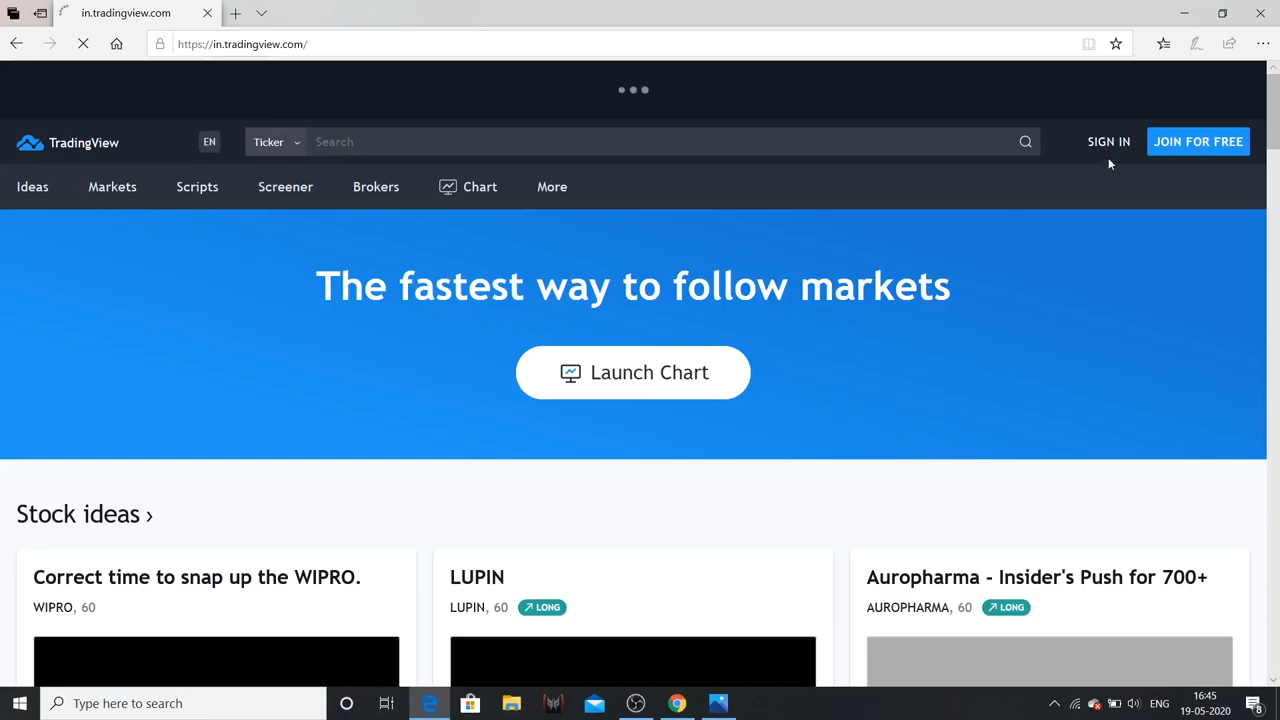 in.tradingview.com
https://in.tradingview.com/
TradingView
EN
Ticker
Search
SIGN IN
JOIN FOR FREE
Ideas
Markets
Scripts
Screener
Brokers
Chart
More
The fastest way to follow markets
Launch Chart
Stock ideas ›
Correct time to snap up the WIPRO.
WIPRO, 60
LUPIN
LUPIN, 60 LONG
Auropharma - Insider's Push for 700+
AUROPHARMA, 60 LONG
Type here to search
ENG
16:45
19-05-2020
8